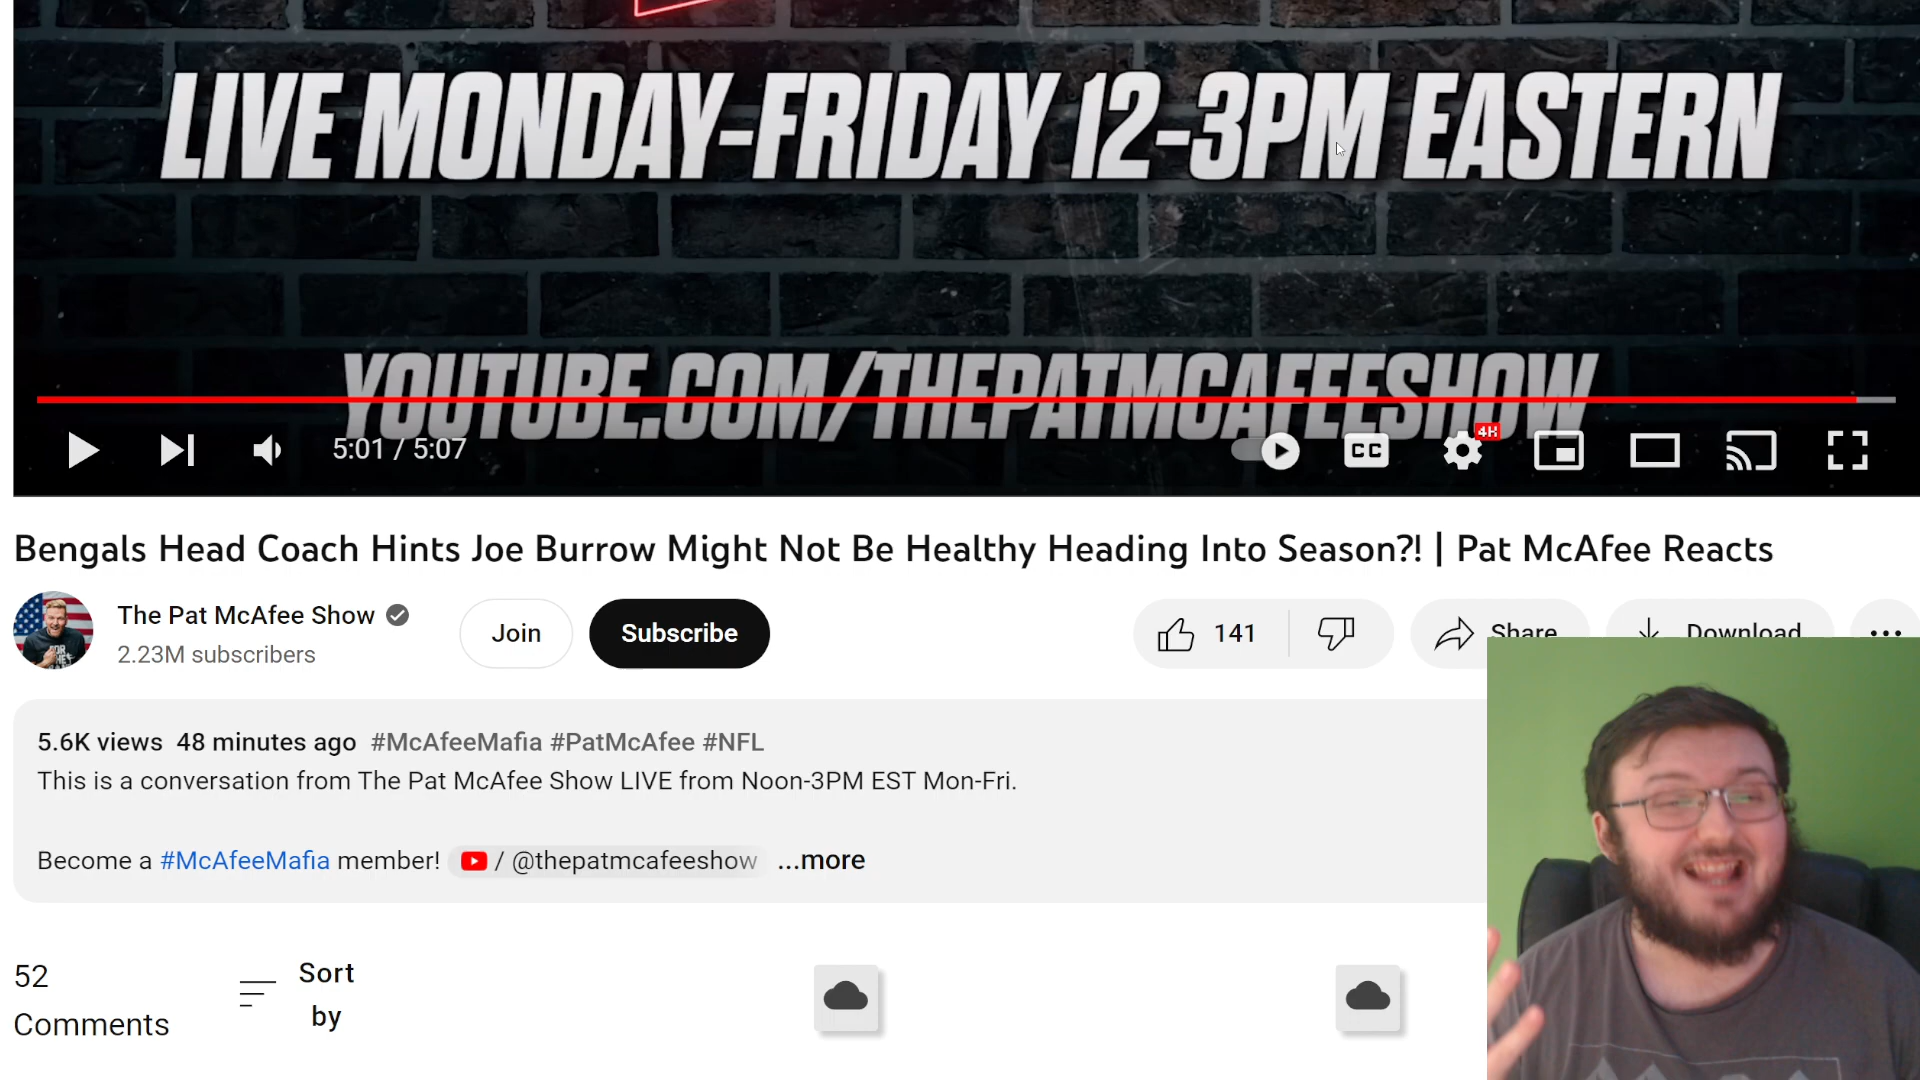 LIVE MONDAY-FRIDAY 12-3PM EASTERN
YOUTUBE.COM/THEPATMCAFEESHOW
5:01 / 5:07
CC
4K
Bengals Head Coach Hints Joe Burrow Might Not Be Healthy Heading Into Season?! | Pat McAfee Reacts
The Pat McAfee Show
2.23M subscribers
Join
Subscribe
141
Share
Download
5.6K views 48 minutes ago #McAfeeMafia #PatMcAfee #NFL
This is a conversation from The Pat McAfee Show LIVE from Noon-3PM EST Mon-Fri.
Become a #McAfeeMafia member! / @thepatmcafeeshow ...more
52
Comments
Sort
by